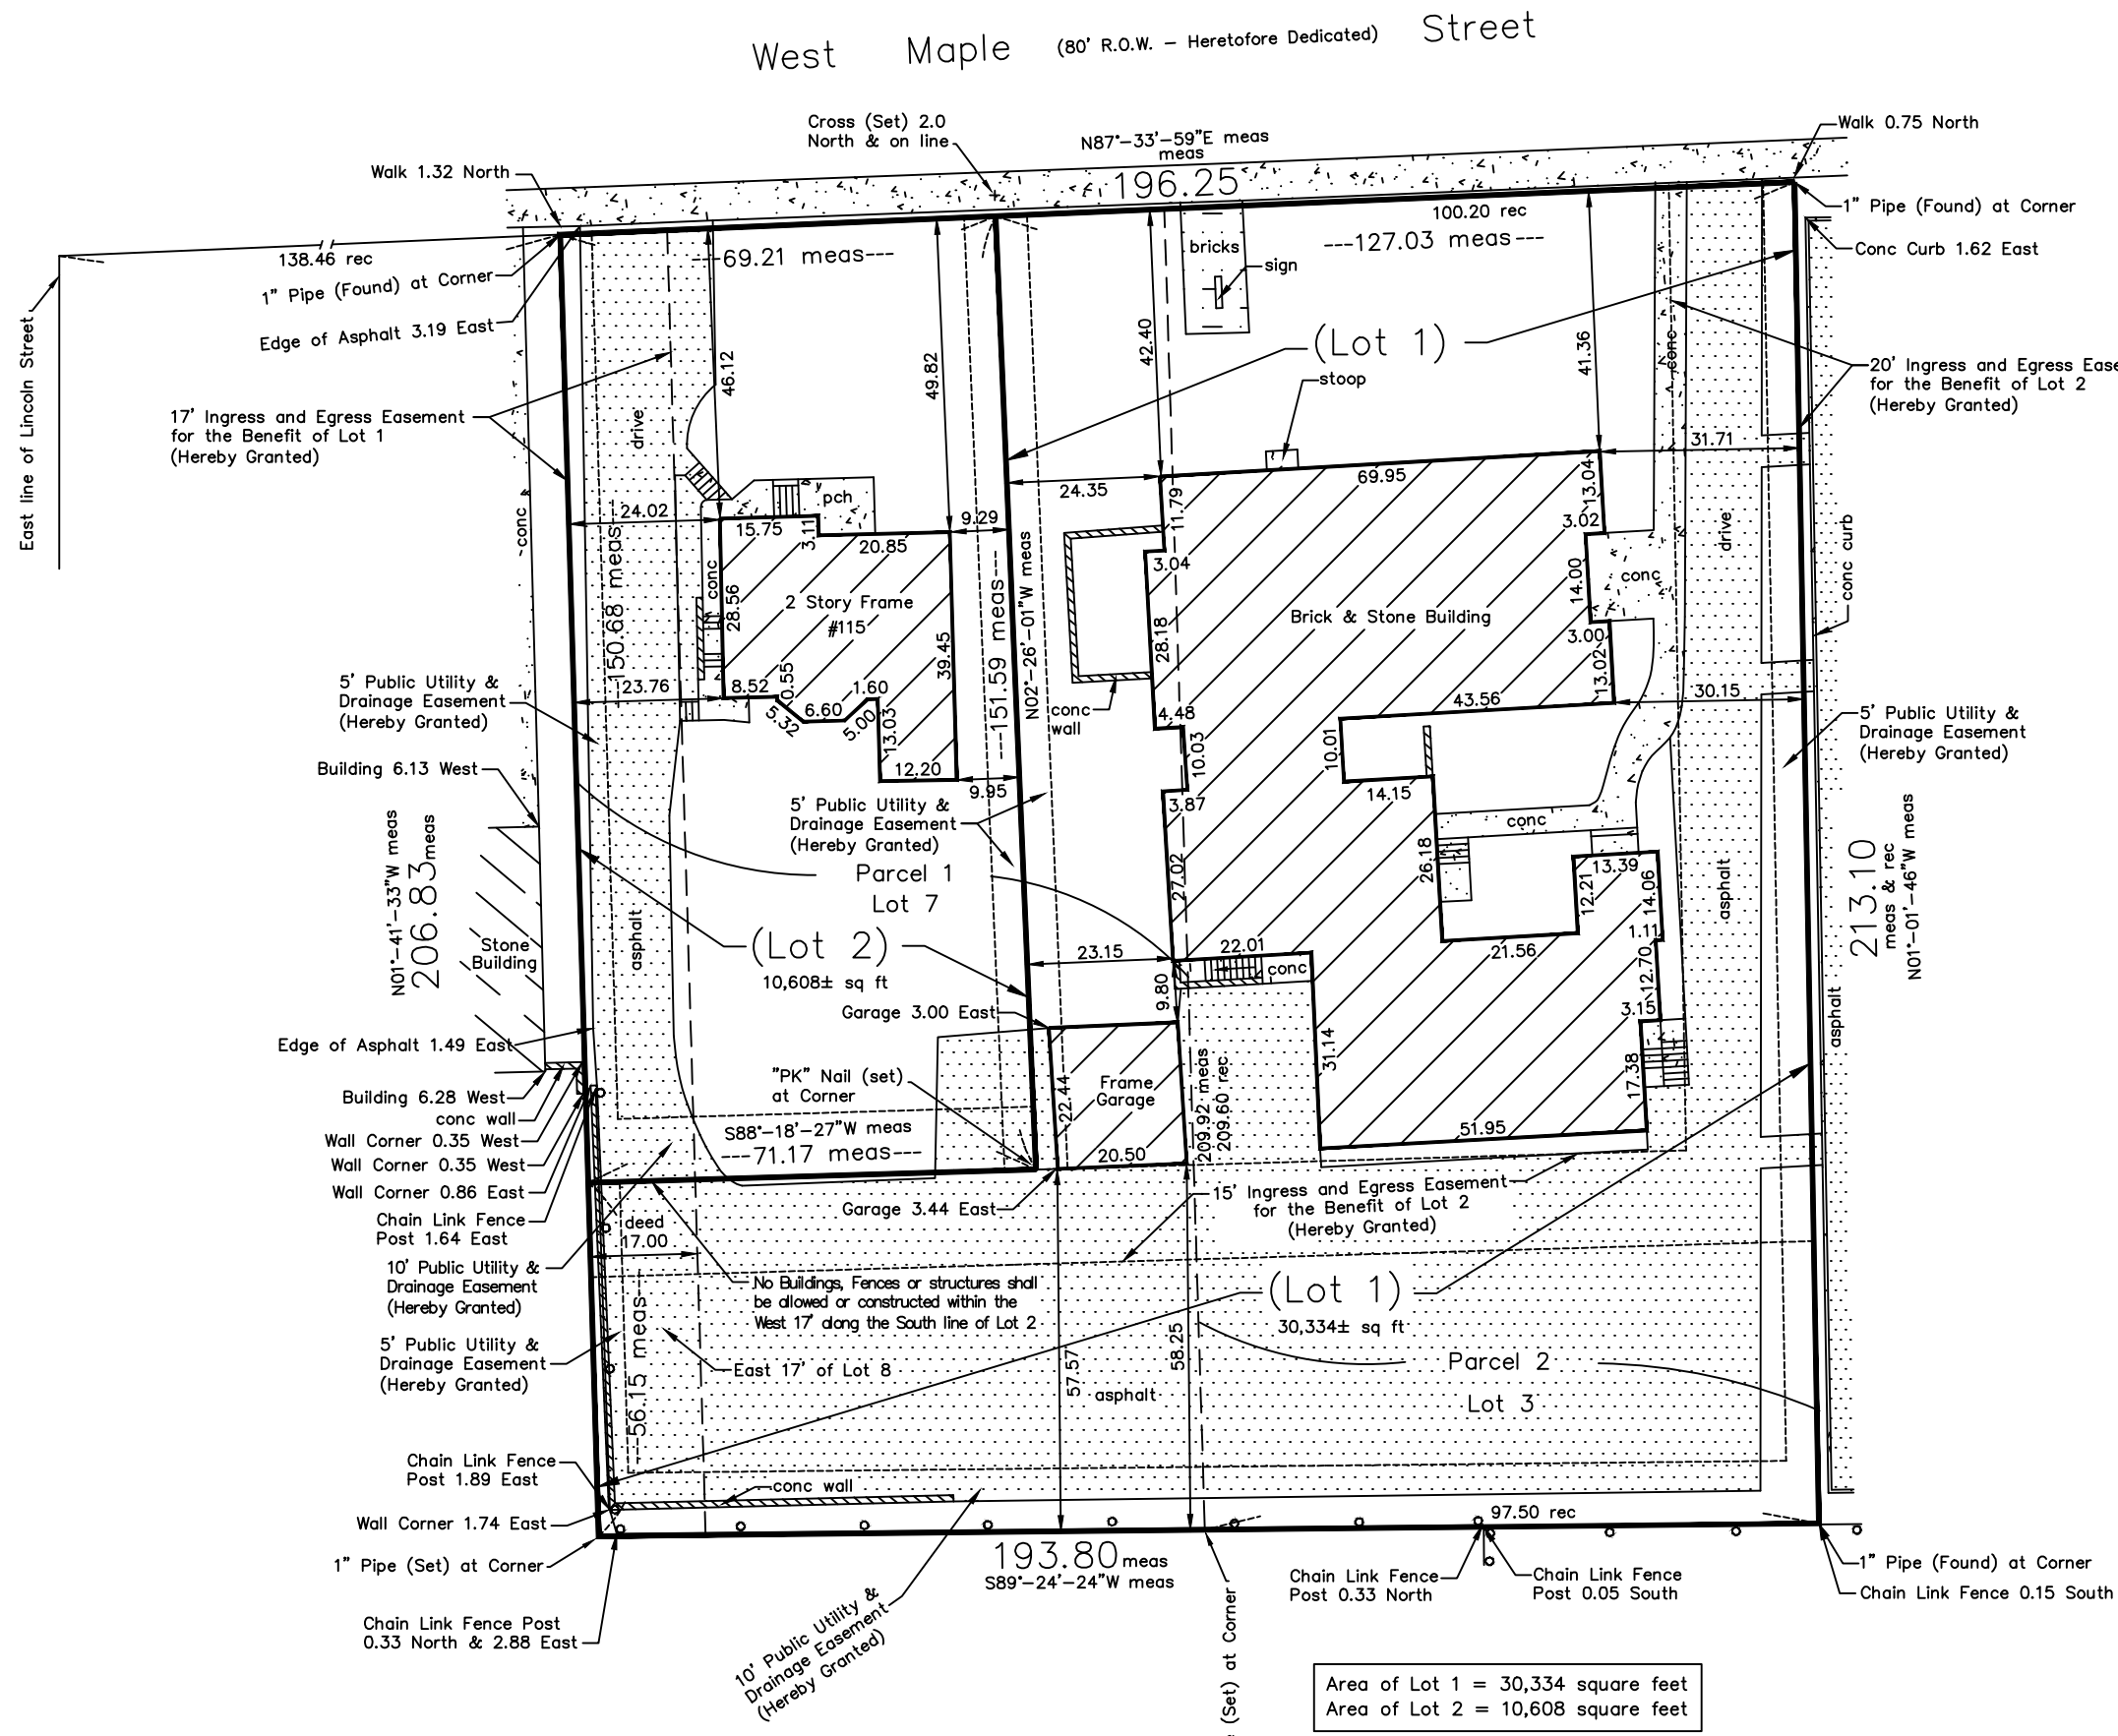 West Maple (80' R.O.W. – Heretofore Dedicated) Street
Cross (Set) 2.0
North & on line
N87°–33'–59"E meas
meas
196.25
Walk 0.75 North
Walk 1.32 North
1" Pipe (Found) at Corner
100.20 rec
---127.03 meas---
---69.21 meas---
138.46 rec
1" Pipe (Found) at Corner
Edge of Asphalt 3.19 East
Conc Curb 1.62 East
bricks
sign
East line of Lincoln Street
conc
drive
46.12
49.82
42.40
41.36
(Lot 1)
stoop
conc
20' Ingress and Egress Ease
for the Benefit of Lot 2
(Hereby Granted)
17' Ingress and Egress Easement
for the Benefit of Lot 1
(Hereby Granted)
31.71
24.35
69.95
13.04
11.79
pch
24.02
15.75
3.11
9.29
20.85
3.02
3.04
14.00
conc
drive
conc curb
---150.68 meas---
conc
28.56
2 Story Frame
#115
39.45
---151.59 meas---
N02°–26'–01"W meas
28.18
Brick & Stone Building
3.00
13.02
23.76
8.52
0.55
5.32
6.60
1.60
5.00
13.03
12.20
9.95
conc
wall
4.48
10.03
3.87
43.56
30.15
10.01
14.15
5' Public Utility &
Drainage Easement
(Hereby Granted)
5' Public Utility &
Drainage Easement
(Hereby Granted)
Building 6.13 West
5' Public Utility &
Drainage Easement
(Hereby Granted)
conc
27.02
26.18
13.39
12.21
14.06
1.11
21.56
12.70
3.15
17.38
asphalt
213.10
meas & rec
N01°–01'–46"W meas
N01°–41'–33"W meas
206.83 meas
Parcel 1
Lot 7
(Lot 2)
10,608± sq ft
asphalt
Stone
Building
23.15
22.01
conc
9.80
Garage 3.00 East
31.14
asphalt
Edge of Asphalt 1.49 East
"PK" Nail (set)
at Corner
Frame
Garage
22.44
209.92 meas
209.60 rec
51.95
Building 6.28 West
conc wall
Wall Corner 0.35 West
Wall Corner 0.35 West
Wall Corner 0.86 East
Chain Link Fence
Post 1.64 East
S88°–18'–27"W meas
---71.17 meas---
20.50
Garage 3.44 East
15' Ingress and Egress Easement
for the Benefit of Lot 2
(Hereby Granted)
deed
17.00
10' Public Utility &
Drainage Easement
(Hereby Granted)
No Buildings, Fences or structures shall
be allowed or constructed within the
West 17' along the South line of Lot 2
(Lot 1)
30,334± sq ft
5' Public Utility &
Drainage Easement
(Hereby Granted)
---56.15 meas---
East 17' of Lot 8
57.57
58.25
asphalt
Parcel 2
Lot 3
Chain Link Fence
Post 1.89 East
conc wall
Wall Corner 1.74 East
97.50 rec
1" Pipe (Set) at Corner
193.80 meas
S89°–24'–24"W meas
Chain Link Fence
Post 0.33 North
Chain Link Fence
Post 0.05 South
1" Pipe (Found) at Corner
Chain Link Fence 0.15 South
Chain Link Fence Post
0.33 North & 2.88 East
10' Public Utility &
Drainage Easement
(Hereby Granted)
(Set) at Corner
Area of Lot 1 = 30,334 square feet
Area of Lot 2 = 10,608 square feet